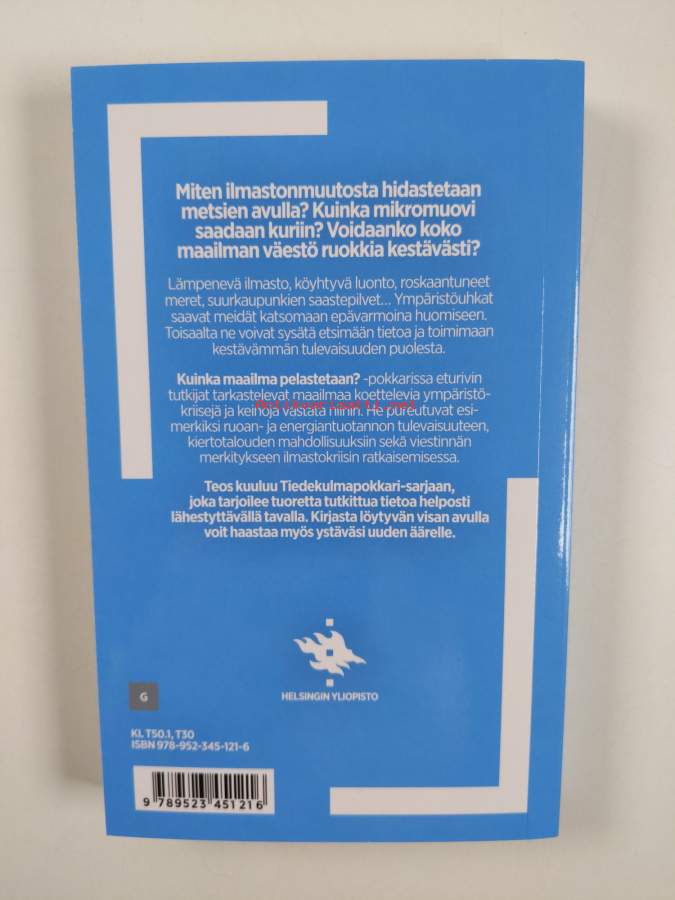 Miten ilmastonmuutosta hidastetaan
metsien avulla? Kuinka mikromuovi
saadaan kuriin? Voidaanko koko
maailman väestö ruokkia kestävästi?
Lämpenevä ilmasto, köyhtyvä luonto, roskaantuneet
meret, suurkaupunkien saastepilvet... Ympäristöuhkat
saavat meidät katsomaan epävarmoina huomiseen.
Toisaalta ne voivat sysätä etsimään tietoa ja toimimaan
kestävämmän tulevaisuuden puolesta.
Kuinka maailma pelastetaan? -pokkarissa eturivin
tutkijat tarkastelevat maailmaa koettelevia ympäristö-
kriisejä ja keinoja vastata niihin. He pureutuvat esi-
merkiksi ruoan- ja energiantuotannon tulevaisuuteen,
kiertotalouden mahdollisuuksiin sekä viestinnän
merkitykseen ilmastokriisin ratkaisemisessa.
Teos kuuluu Tiedekulmapokkari-sarjaan,
joka tarjoilee tuoretta tutkittua tietoa helposti
lähestyttävällä tavalla. Kirjasta löytyvän visan avulla
voit haastaa myös ystäväsi uuden äärelle.
HELSINGIN YLIOPISTO
G
KL T50.1, T30
ISBN 978-952-345-121-6
9 789523 451216
Antikvariaatti.net